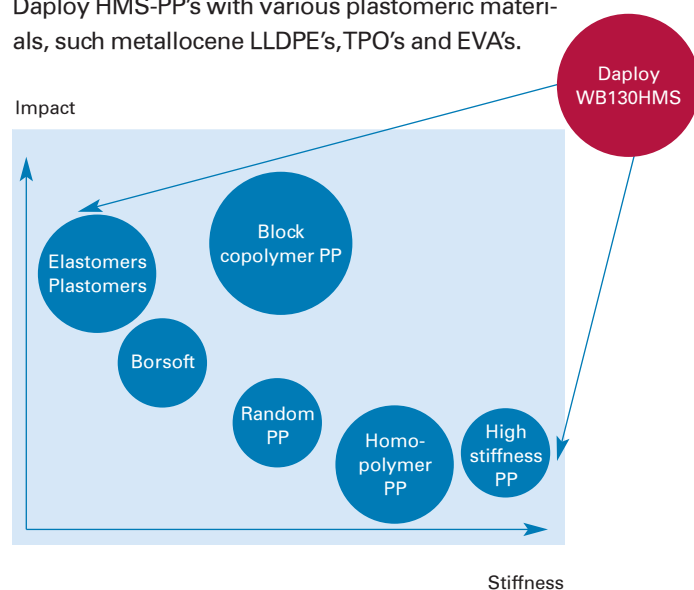 Daploy HMS-PP's with various plastomeric materi-
als, such metallocene LLDPE's, TPO's and EVA's.
Daploy
WB130HMS
Impact
Block
copolymer PP
Elastomers
Plastomers
Borsoft
Random
PP
Homo-
polymer
PP
High
stiffness
PP
Stiffness